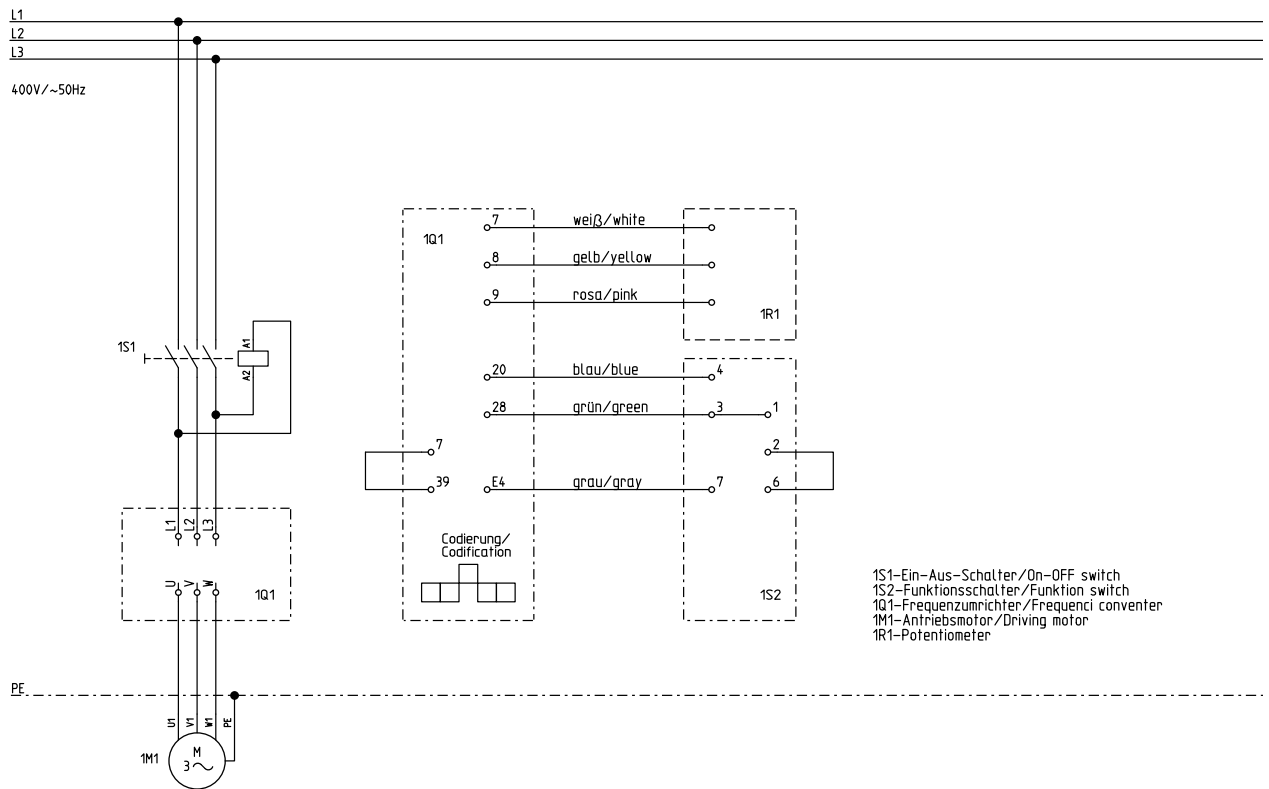 L1
L2
L3
400V/~50Hz
1Q1
7
weiß/white
8
gelb/yellow
9
rosa/pink
1R1
1S1
A1
A2
20
blau/blue
4
28
grün/green
3
1
7
2
39
E4
grau/gray
7
6
L1
L2
L3
U
V
W
1Q1
Codierung/
Codification
1S2
1S1-Ein-Aus-Schalter/On-OFF switch
1S2-Funktionsschalter/Funktion switch
1Q1-Frequenzumrichter/Frequenci conventer
1M1-Antriebsmotor/Driving motor
1R1-Potentiometer
PE
U1
V1
W1
PE
1M1
M
3